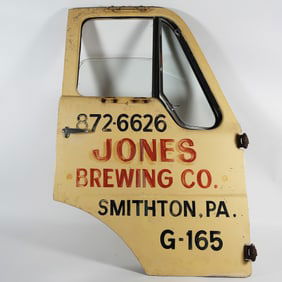 872-6626
JONES
BREWING CO.
SMITHTON, PA.
G-165